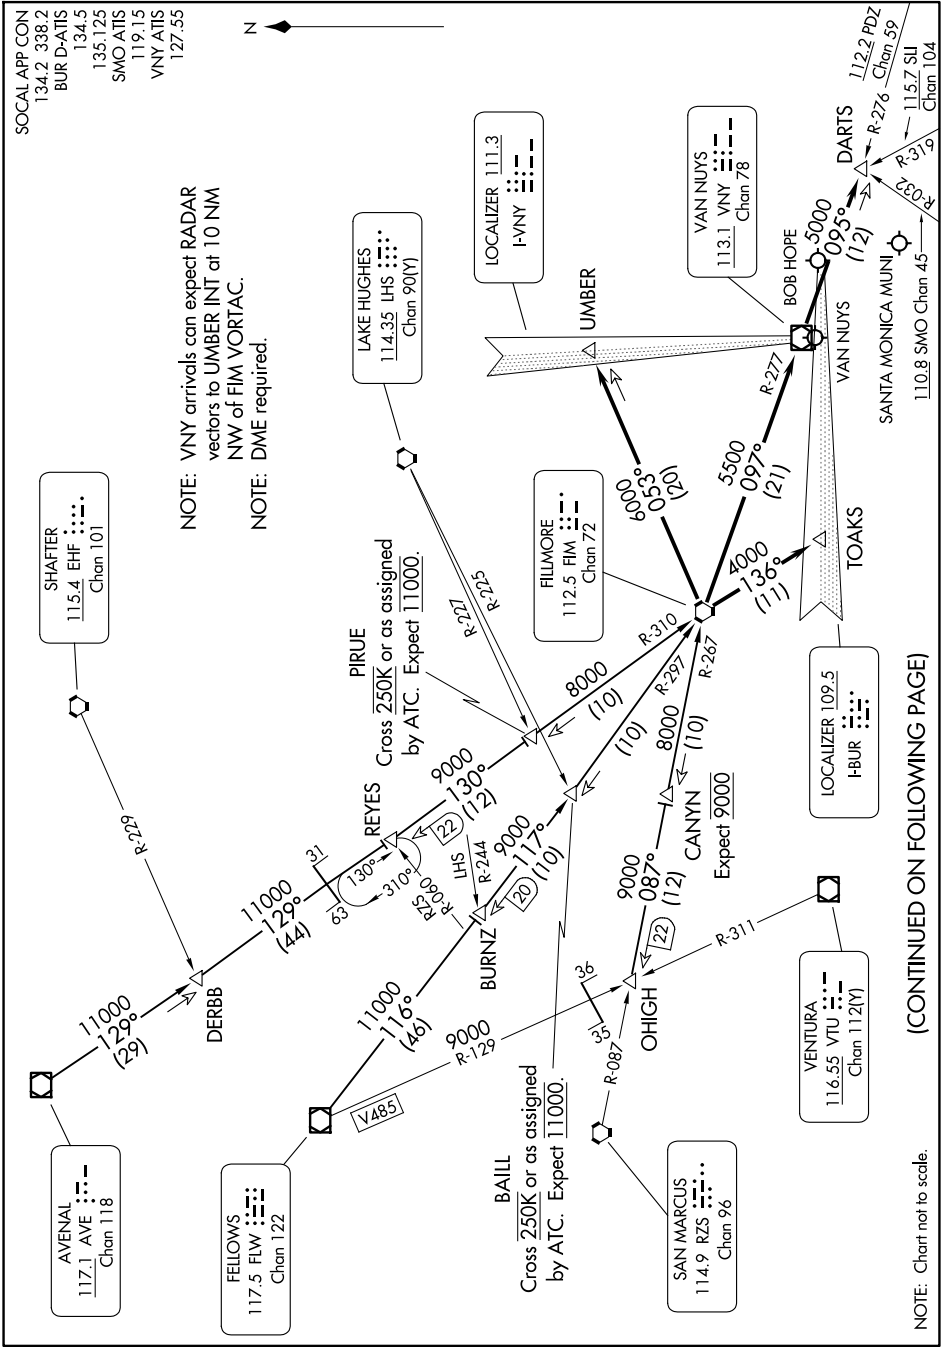 SOCAL APP CON
134.2 338.2
BUR D-ATIS
134.5
135.125
SMO ATIS
119.15
VNY ATIS
127.55
N
NOTE: VNY arrivals can expect RADAR
vectors to UMBER INT at 10 NM
NW of FIM VORTAC.
NOTE: DME required.
AVENAL
117.1 AVE
Chan 118
11000
129°
(29)
DERBB
SHAFTER
115.4 EHF
Chan 101
R-229
11000
129°
(44)
31
63
130°
310°
REYES
22
RZS
R-060
9000
130°
(12)
PIRUE
Cross 250K or as assigned
by ATC. Expect 11000.
LAKE HUGHES
114.35 LHS
Chan 90(Y)
R-227
R-225
8000
(10)
R-310
FELLOWS
117.5 FLW
Chan 122
V485
11000
116°
(46)
9000
R-129
BURNZ
LHS
R-244
20
9000
117°
(10)
BAILL
Cross 250K or as assigned
by ATC. Expect 11000.
(10)
R-297
SAN MARCUS
114.9 RZS
Chan 96
R-087
36
35
OHIGH
22
VENTURA
116.55 VTU
Chan 112(Y)
R-311
9000
087°
(12)
CANYN
Expect 9000
8000
(10)
R-267
FILLMORE
112.5 FIM
Chan 72
6000
053°
(20)
UMBER
LOCALIZER 111.3
I-VNY
5500
097°
(21)
R-277
4000
136°
(11)
TOAKS
LOCALIZER 109.5
I-BUR
VAN NUYS
113.1 VNY
Chan 78
BOB HOPE
VAN NUYS
5000
095°
(12)
DARTS
112.2 PDZ
Chan 59
R-276
115.7 SLI
Chan 104
R-319
R-032
SANTA MONICA MUNI
110.8 SMO Chan 45
(CONTINUED ON FOLLOWING PAGE)
NOTE: Chart not to scale.